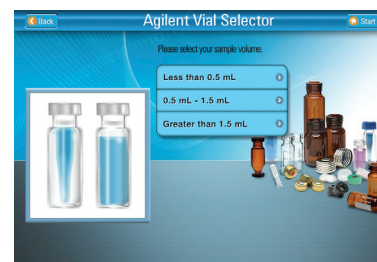 Back
Agilent Vial Selector
Start
Please select your sample volume.
Less than 0.5 mL
0.5 mL - 1.5 mL
Greater than 1.5 mL